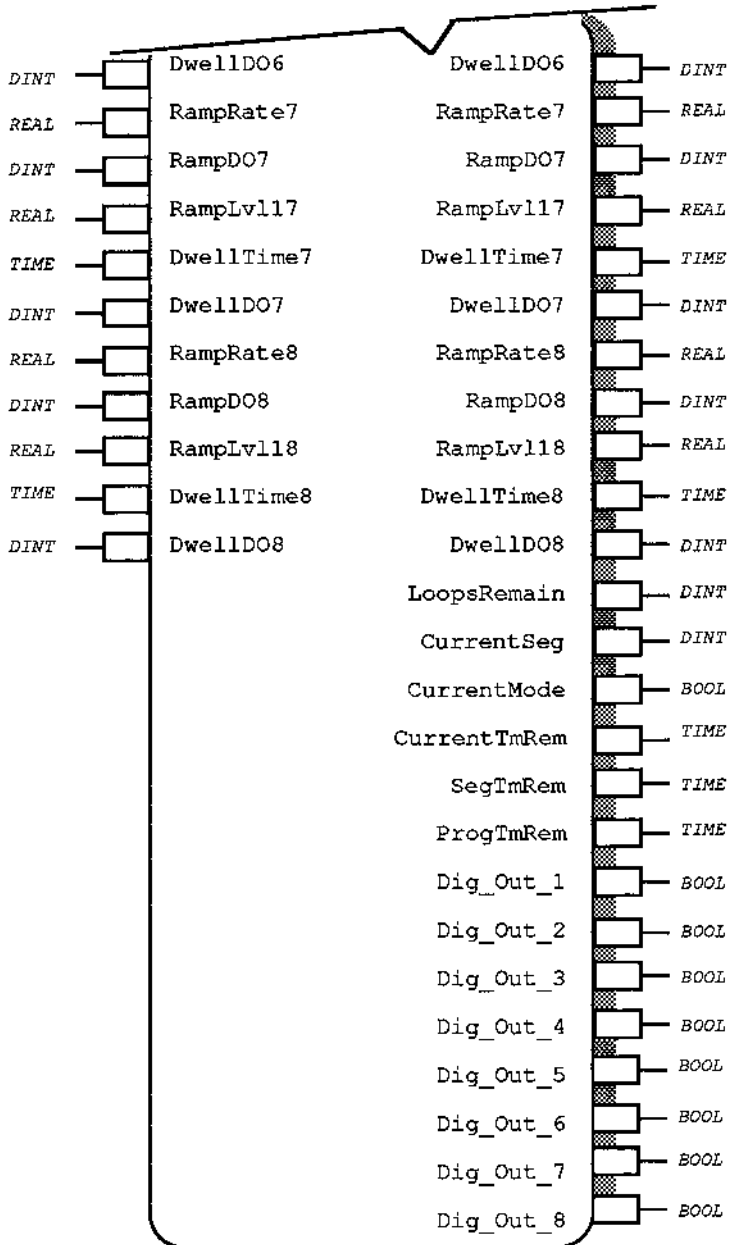 DINT DwellDO6 DwellDO6 DINT
REAL RampRate7 RampRate7 REAL
DINT RampDO7 RampDO7 DINT
REAL RampLvl17 RampLvl17 REAL
TIME DwellTime7 DwellTime7 TIME
DINT DwellDO7 DwellDO7 DINT
REAL RampRate8 RampRate8 REAL
DINT RampDO8 RampDO8 DINT
REAL RampLvl18 RampLvl18 REAL
TIME DwellTime8 DwellTime8 TIME
DINT DwellDO8 DwellDO8 DINT
LoopsRemain DINT
CurrentSeg DINT
CurrentMode BOOL
CurrentTmRem TIME
SegTmRem TIME
ProgTmRem TIME
Dig_Out_1 BOOL
Dig_Out_2 BOOL
Dig_Out_3 BOOL
Dig_Out_4 BOOL
Dig_Out_5 BOOL
Dig_Out_6 BOOL
Dig_Out_7 BOOL
Dig_Out_8 BOOL